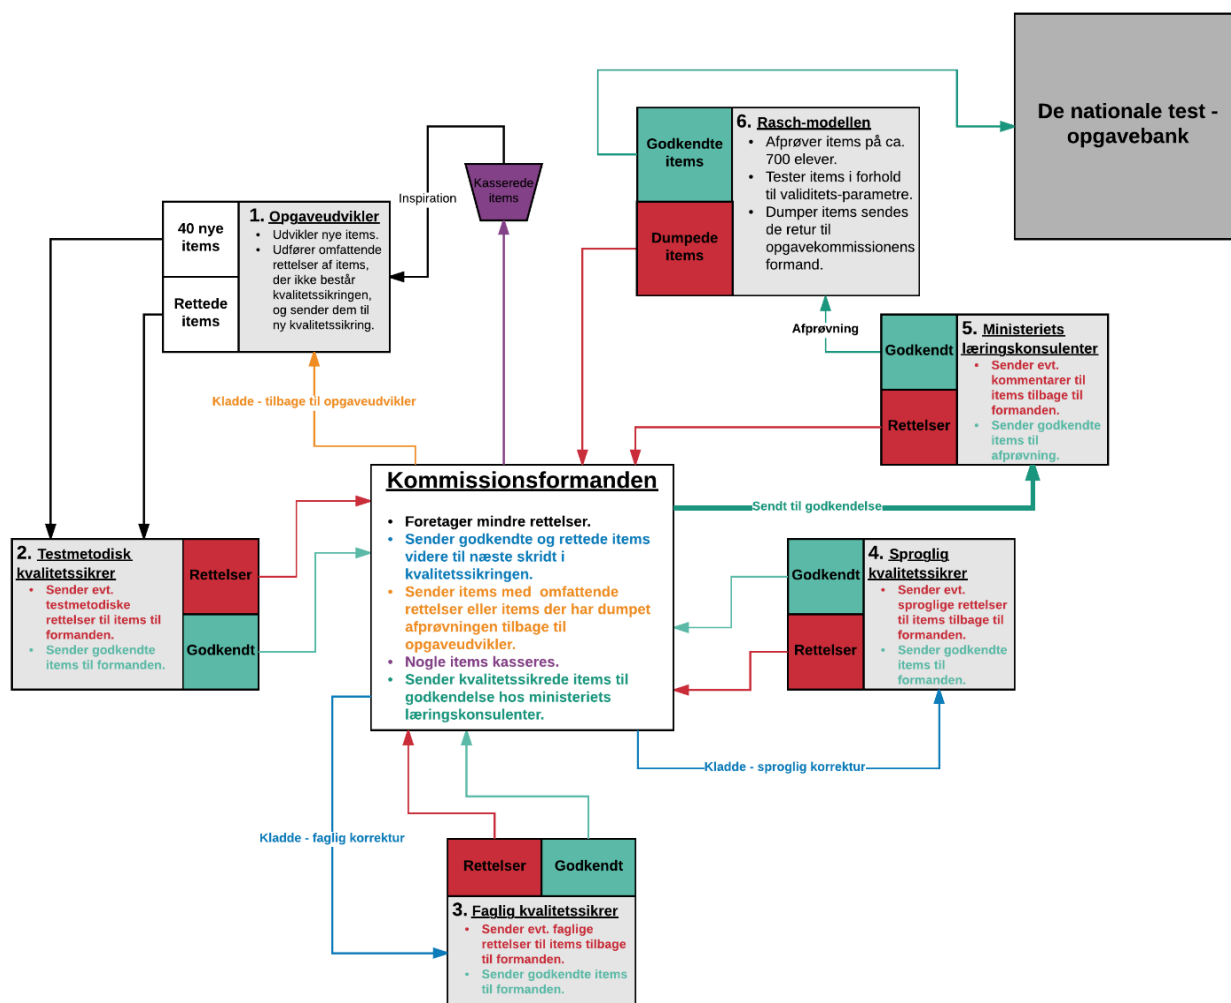 De nationale test -
opgavebank
6. Rasch-modellen
• Afprøver items på ca.
700 elever.
• Tester items i forhold
til validitets-parametre.
• Dumper items sendes
de retur til
opgavekommissionens
formand.
Godkendte
items
Dumpede
items
Kasserede
items
Inspiration
1. Opgaveudvikler
• Udvikler nye items.
• Udfører omfattende
rettelser af items,
der ikke består
kvalitetssikringen,
og sender dem til
ny kvalitetssikring.
40 nye
items
Rettede
items
Afprøvning
5. Ministeriets
læringskonsulenter
• Sender evt.
kommentarer til
items tilbage til
formanden.
• Sender godkendte
items til
afprøvning.
Godkendt
Rettelser
Kladde - tilbage til opgaveudvikler
Kommissionsformanden
• Foretager mindre rettelser.
• Sender godkendte og rettede items
videre til næste skridt i
kvalitetssikringen.
• Sender items med omfattende
rettelser eller items der har dumpet
afprøvningen tilbage til
opgaveudvikler.
• Nogle items kasseres.
• Sender kvalitetssikrede items til
godkendelse hos ministeriets
læringskonsulenter.
Sendt til godkendelse
2. Testmetodisk
kvalitetssikrer
• Sender evt.
testmetodiske
rettelser til items til
formanden.
• Sender godkendte
items til formanden.
Rettelser
Godkendt
4. Sproglig
kvalitetssikrer
• Sender evt.
sproglige rettelser
til items tilbage til
formanden.
• Sender godkendte
items til
formanden.
Godkendt
Rettelser
Kladde - sproglig korrektur
Kladde - faglig korrektur
Rettelser
Godkendt
3. Faglig kvalitetssikrer
• Sender evt. faglige
rettelser til items tilbage
til formanden.
• Sender godkendte items
til formanden.